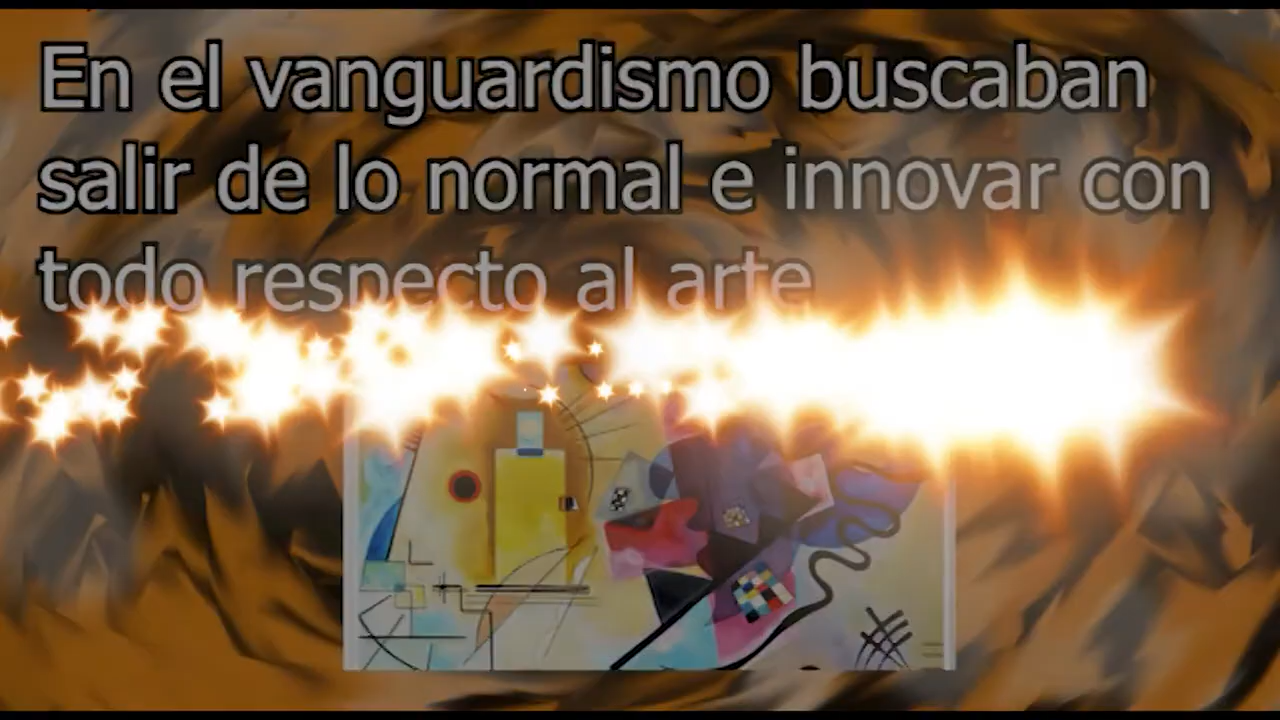 En el vanguardismo buscaban
salir de lo normal e innovar con
todo respecto al arte